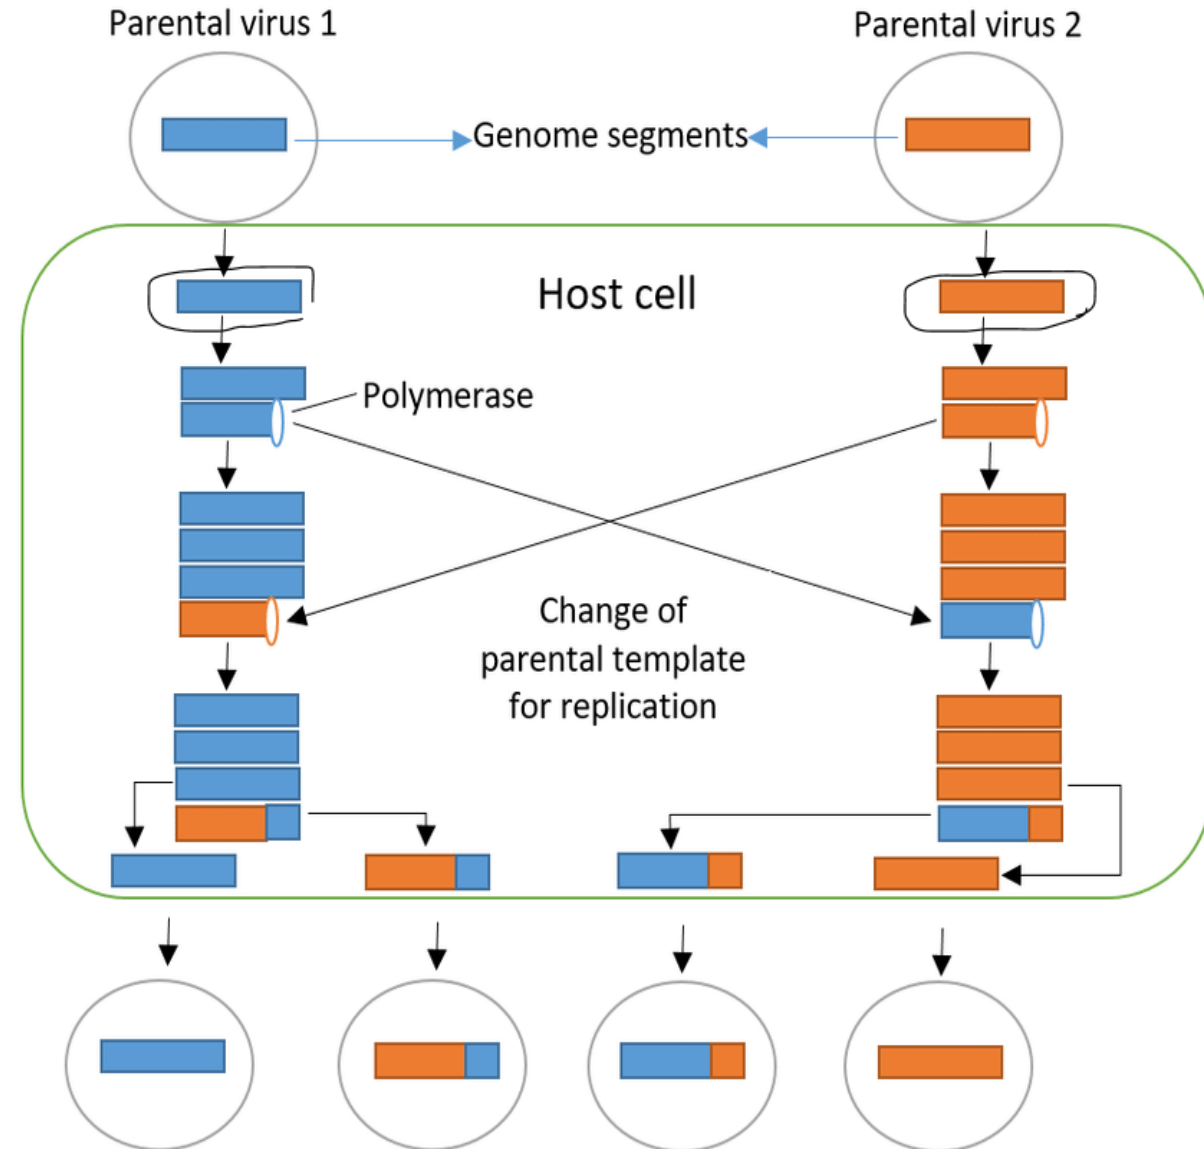 Parental virus 1
Parental virus 2
Genome segments
Host cell
Polymerase
Change of
parental template
for replication